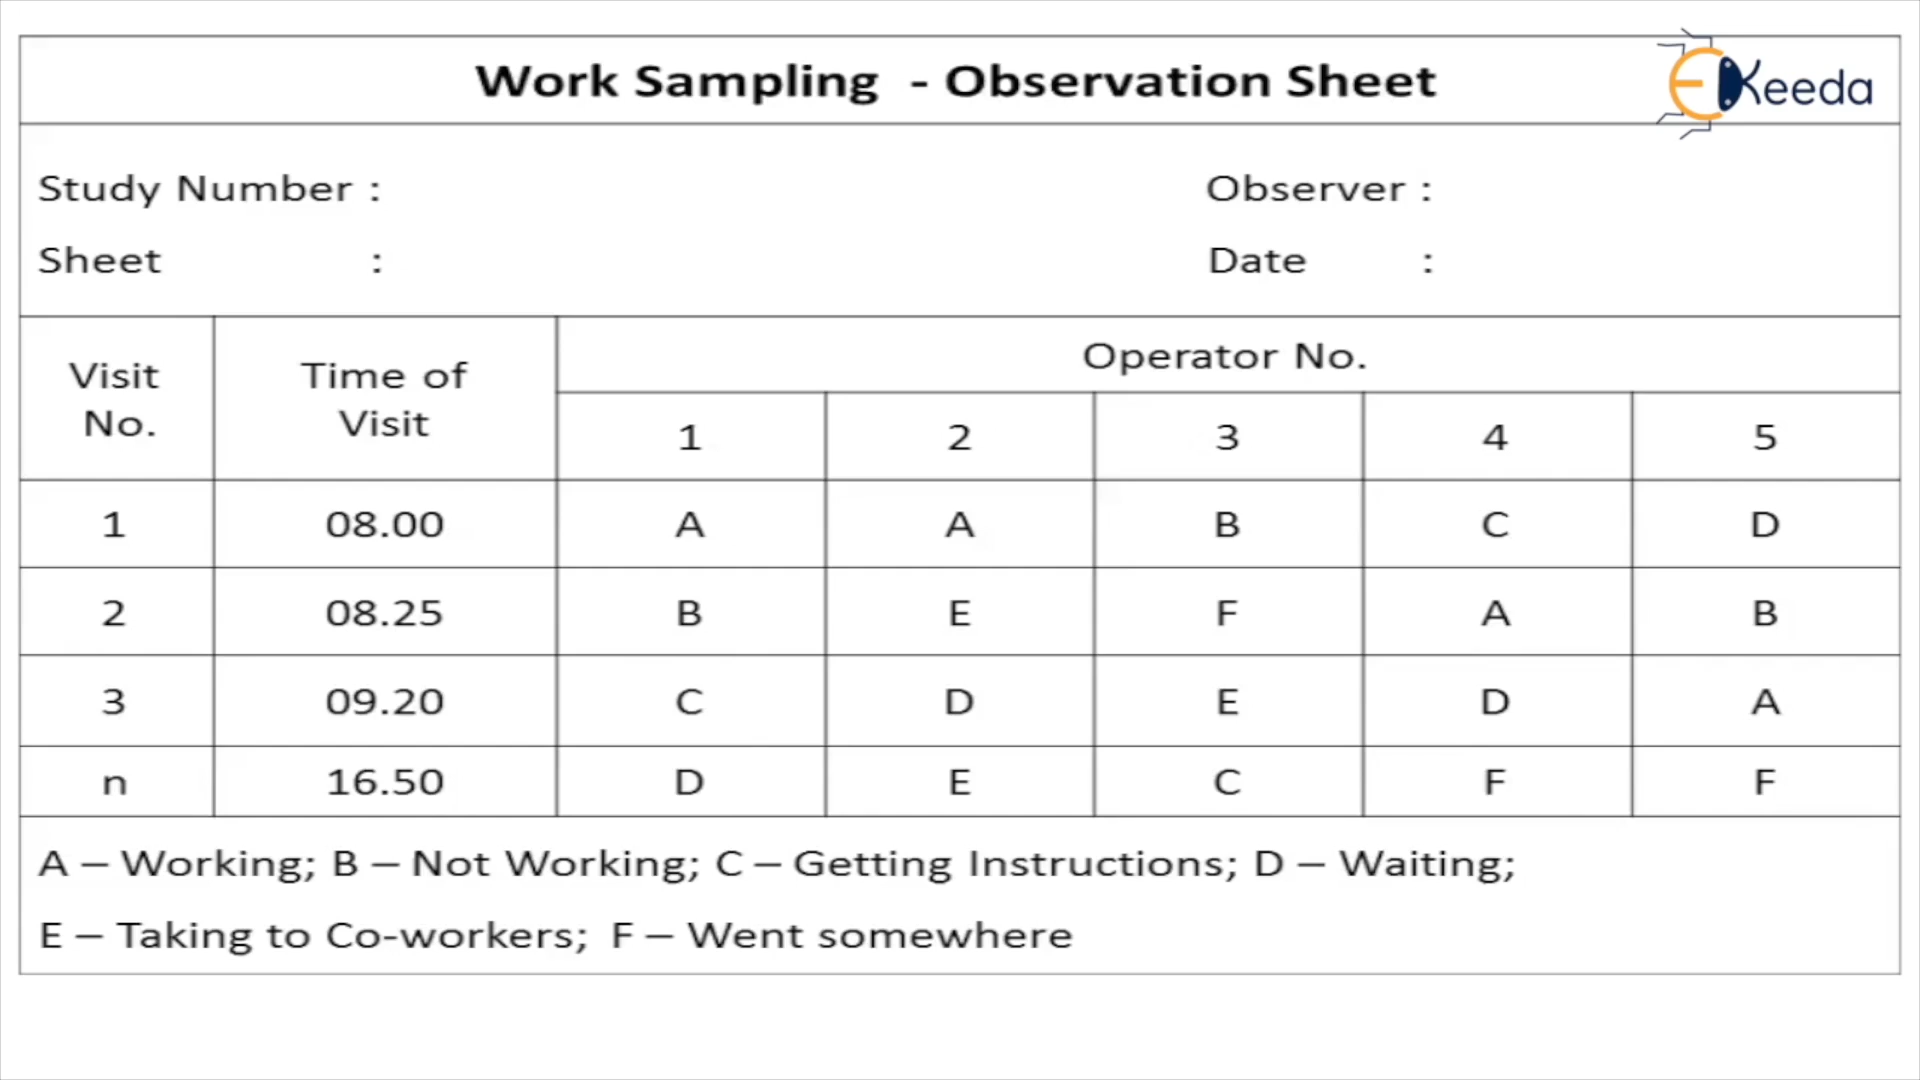 Work Sampling - Observation Sheet
EKeeda
Study Number : Observer :
Sheet : Date :
Visit No. Time of Visit Operator No.
1 2 3 4 5
1 08.00 A A B C D
2 08.25 B E F A B
3 09.20 C D E D A
n 16.50 D E C F F
A – Working; B – Not Working; C – Getting Instructions; D – Waiting;
E – Taking to Co-workers; F – Went somewhere